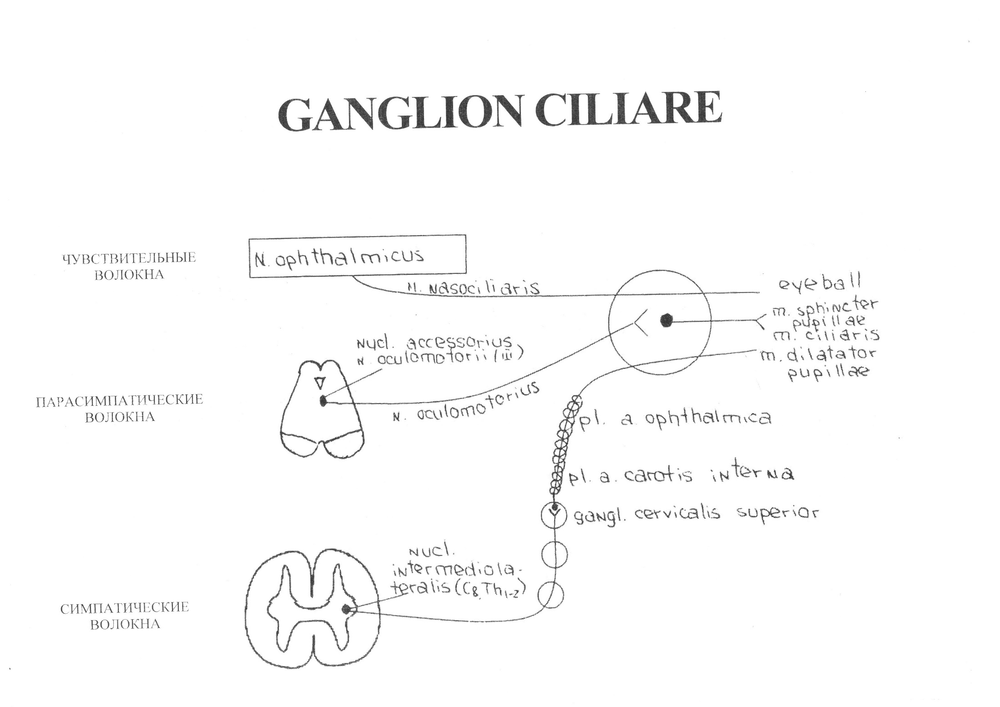 GANGLION CILIARE
ЧУВСТВИТЕЛЬНЫЕ
ВОЛОКНА
N. ophthalmicus
N. Nasociliaris
eyeball
m. sphincter
pupillae
m. ciliaris
m. dilatator
pupillae
Nucl. accessorius
N. oculomotorii (III)
ПАРАСИМПАТИЧЕСКИЕ
ВОЛОКНА
N. oculomotorius
pl. a. ophthalmica
pl. a. carotis interna
gangl. cervicalis superior
Nucl.
intermediola-
teralis (C8, Th1-2)
СИМПАТИЧЕСКИЕ
ВОЛОКНА